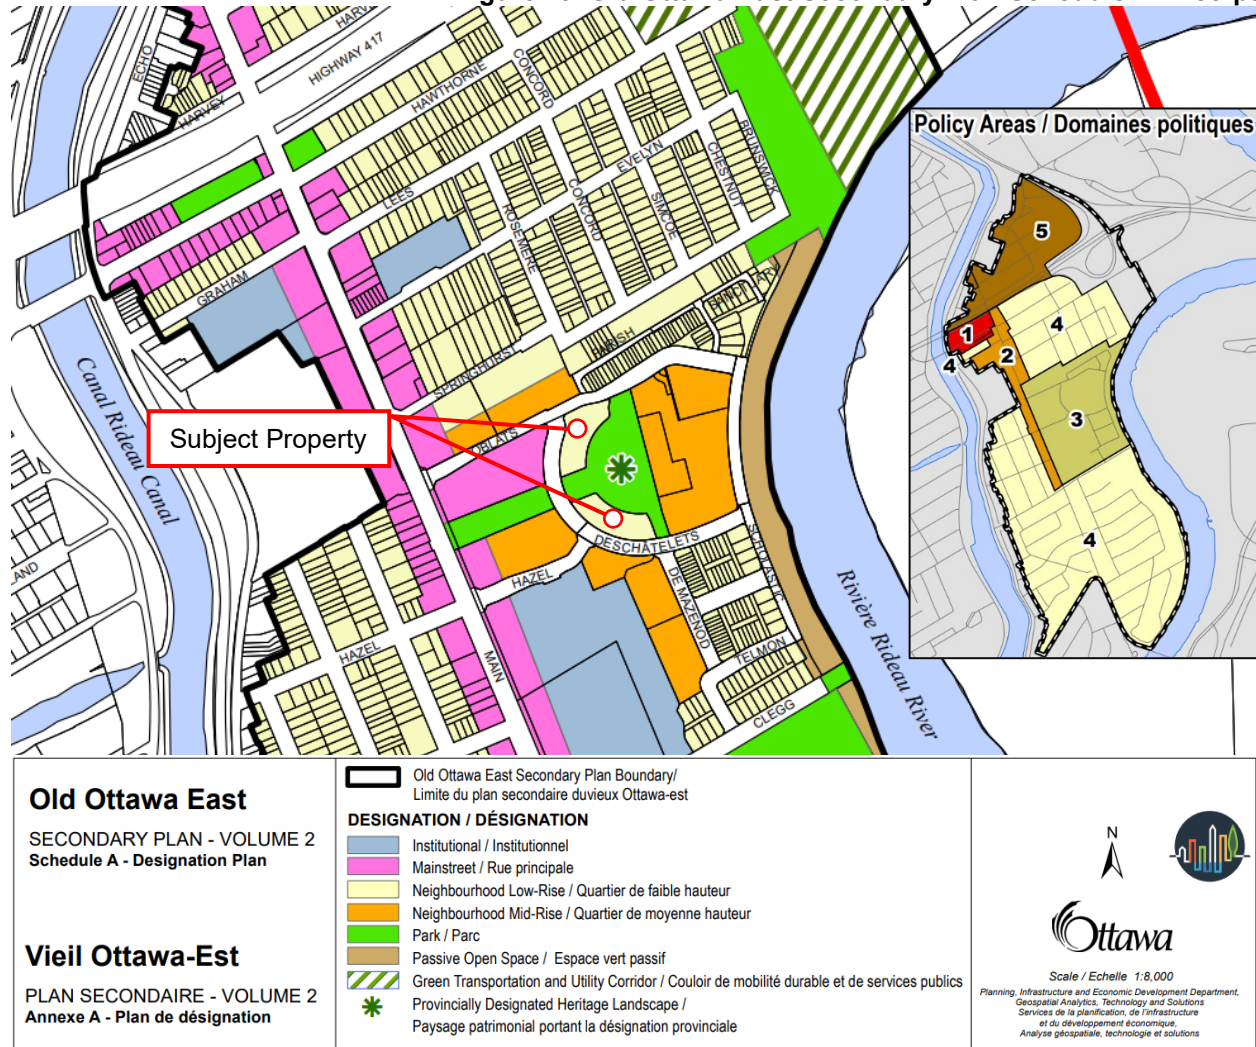 HARVEY
ECHO
HIGHWAY 417
HAWTHORNE
CONCORD
HARVEY
BRUNSWICK
CHESTNUT
EVELYN
LEES
CONCORD
SIMCOE
ROSEMERE
GRAHAM
SPRINGHURST
OBLATS
Canal Rideau Canal
Subject Property
DESCHÂTELETS
SCHOLASTIC
HAZEL
DE MAZENOD
TELMON
CLEGG
HAZEL
MAIN
Rivière Rideau River
Policy Areas / Domaines politiques
5
1
4
2
4
3
4
Old Ottawa East
SECONDARY PLAN - VOLUME 2
Schedule A - Designation Plan
Vieil Ottawa-Est
PLAN SECONDAIRE - VOLUME 2
Annexe A - Plan de désignation
Old Ottawa East Secondary Plan Boundary/
Limite du plan secondaire duvieux Ottawa-est
DESIGNATION / DÉSIGNATION
Institutional / Institutionnel
Mainstreet / Rue principale
Neighbourhood Low-Rise / Quartier de faible hauteur
Neighbourhood Mid-Rise / Quartier de moyenne hauteur
Park / Parc
Passive Open Space / Espace vert passif
Green Transportation and Utility Corridor / Couloir de mobilité durable et de services publics
Provincially Designated Heritage Landscape /
Paysage patrimonial portant la désignation provinciale
N
Ottawa
Scale / Echelle 1:8,000
Planning, Infrastructure and Economic Development Department,
Geospatial Analytics, Technology and Solutions
Services de la planification, de l'infrastructure
et du développement économique,
Analyse géospatiale, technologie et solutions